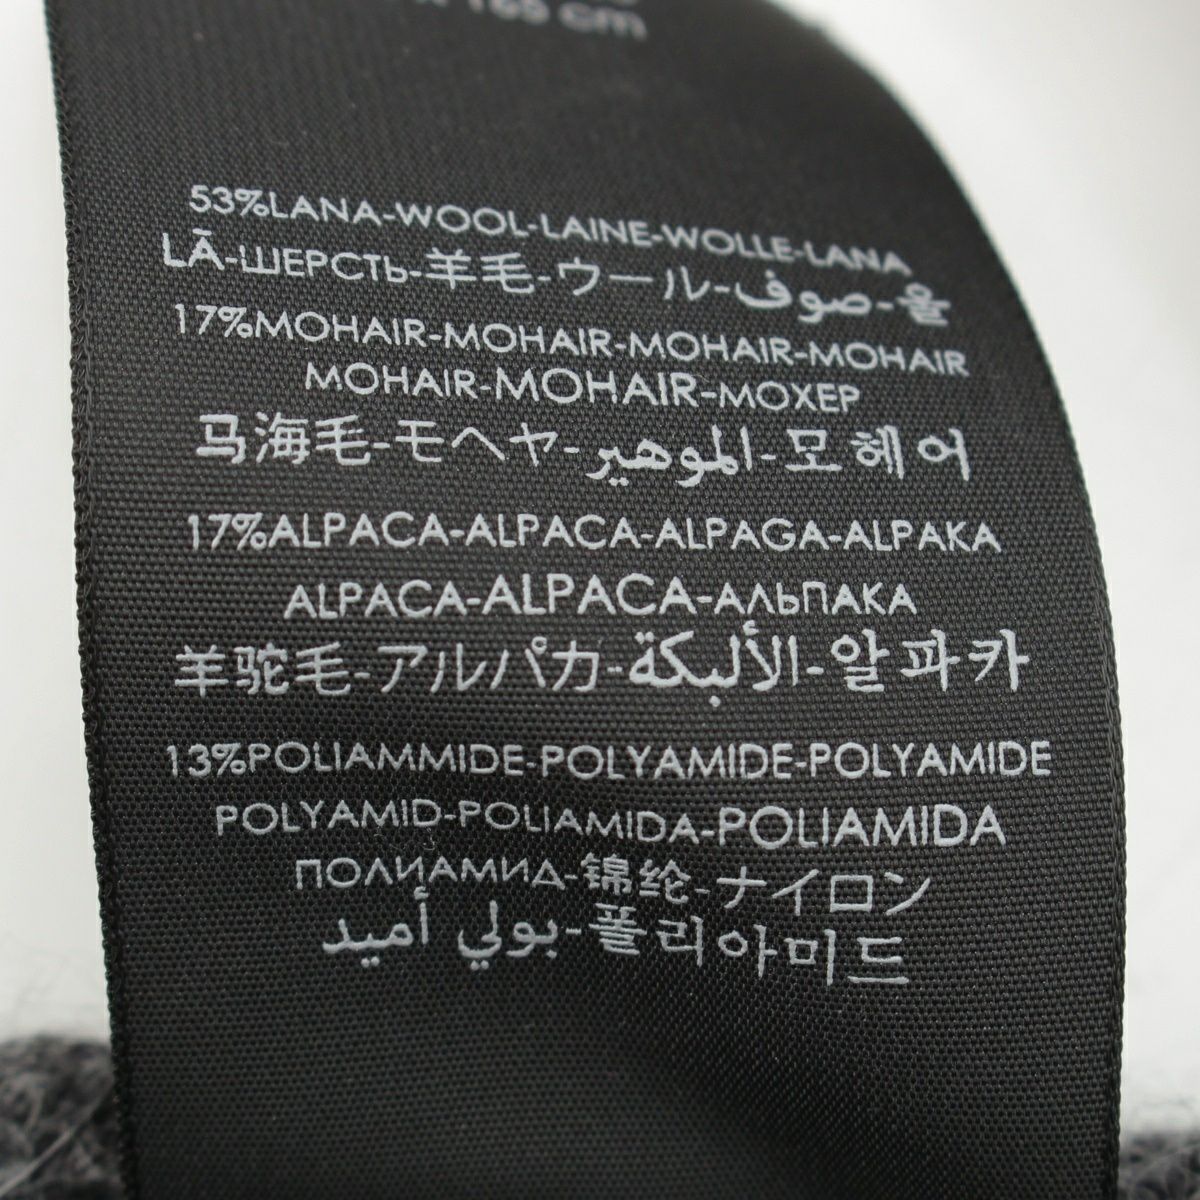 cm
53%LANA-WOOL-LAINE-WOLLE-LANA
LĀ-ШЕРСТЬ-羊毛-ウール-صوف-울
17%MOHAIR-MOHAIR-MOHAIR-MOHAIR
MOHAIR-MOHAIR-МОХЕР
马海毛-モヘヤ-الموهير-모헤어
17%ALPACA-ALPACA-ALPAGA-ALPAKA
ALPACA-ALPACA-АЛЬПАКА
羊驼毛-アルパカ-الألبكة-알파카
13%POLIAMMIDE-POLYAMIDE-POLYAMIDE
POLYAMID-POLIAMIDA-POLIAMIDA
ПОЛИАМИД-锦纶-ナイロン
بولي أميد-폴리아미드